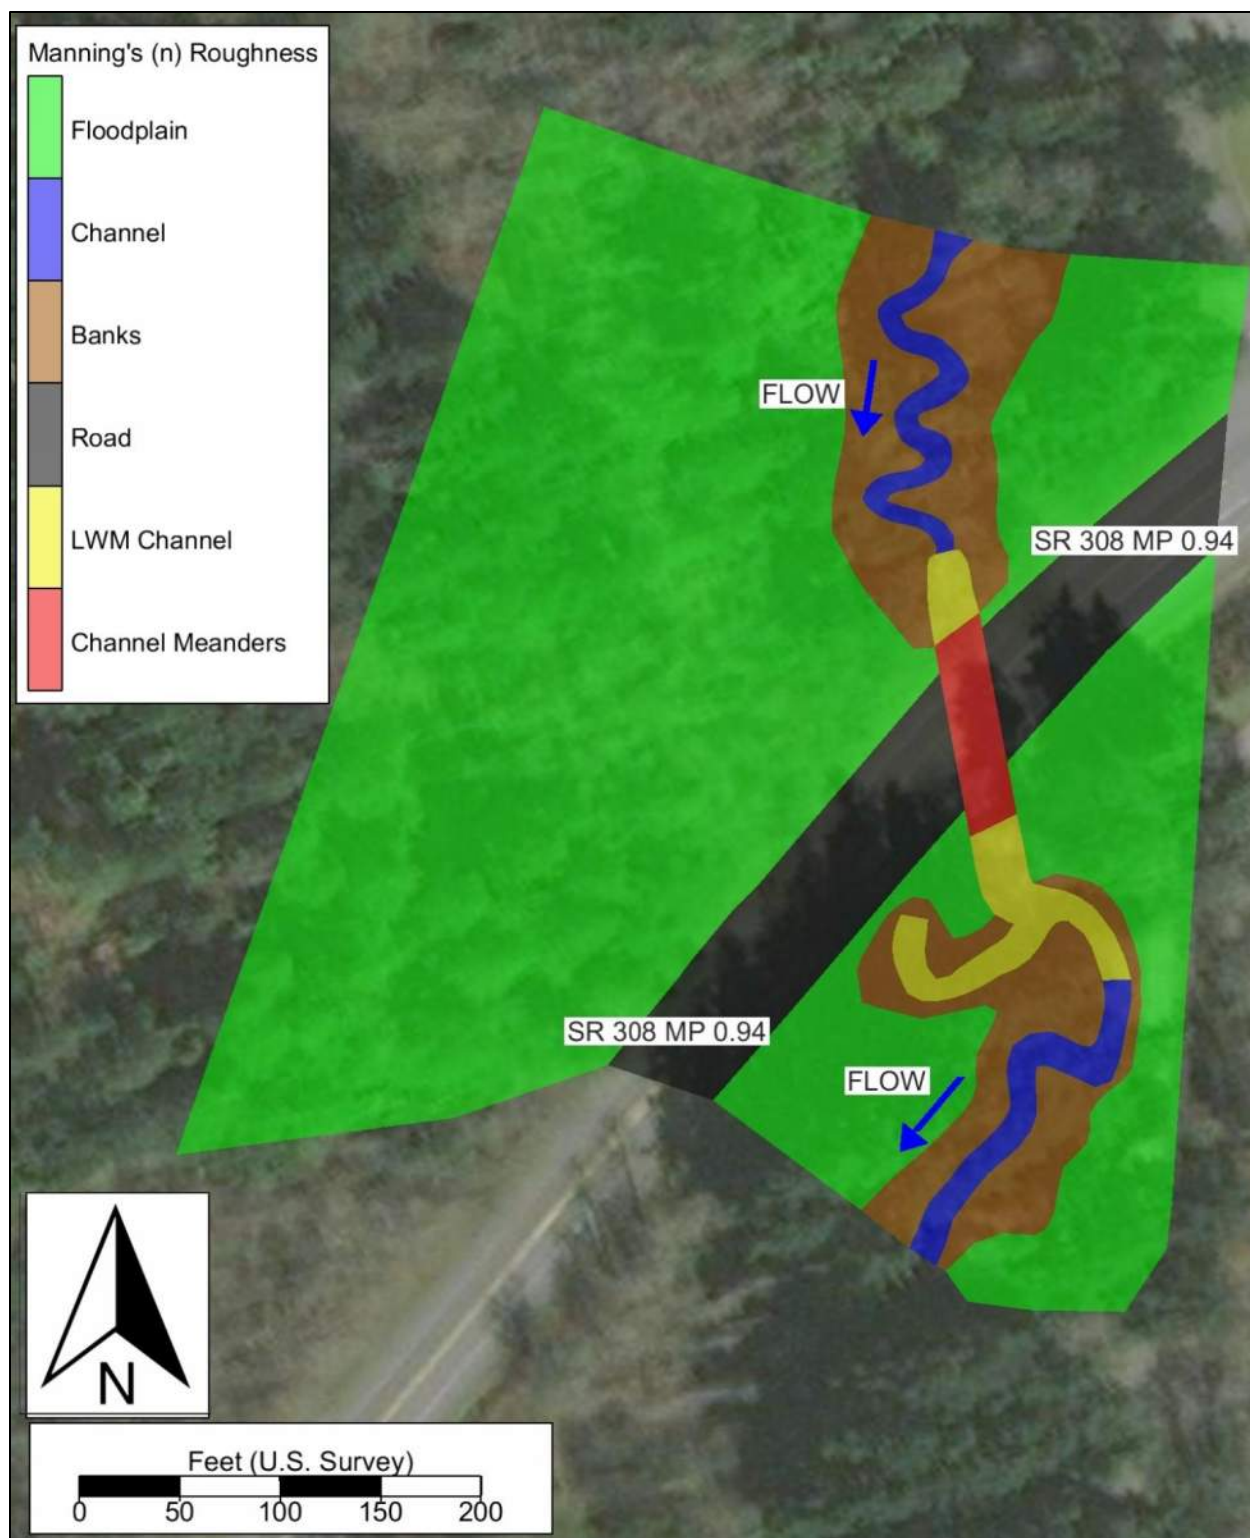 Manning's (n) Roughness
Floodplain
Channel
Banks
Road
LWM Channel
Channel Meanders
FLOW
SR 308 MP 0.94
SR 308 MP 0.94
FLOW
N
Feet (U.S. Survey)
0 50 100 150 200